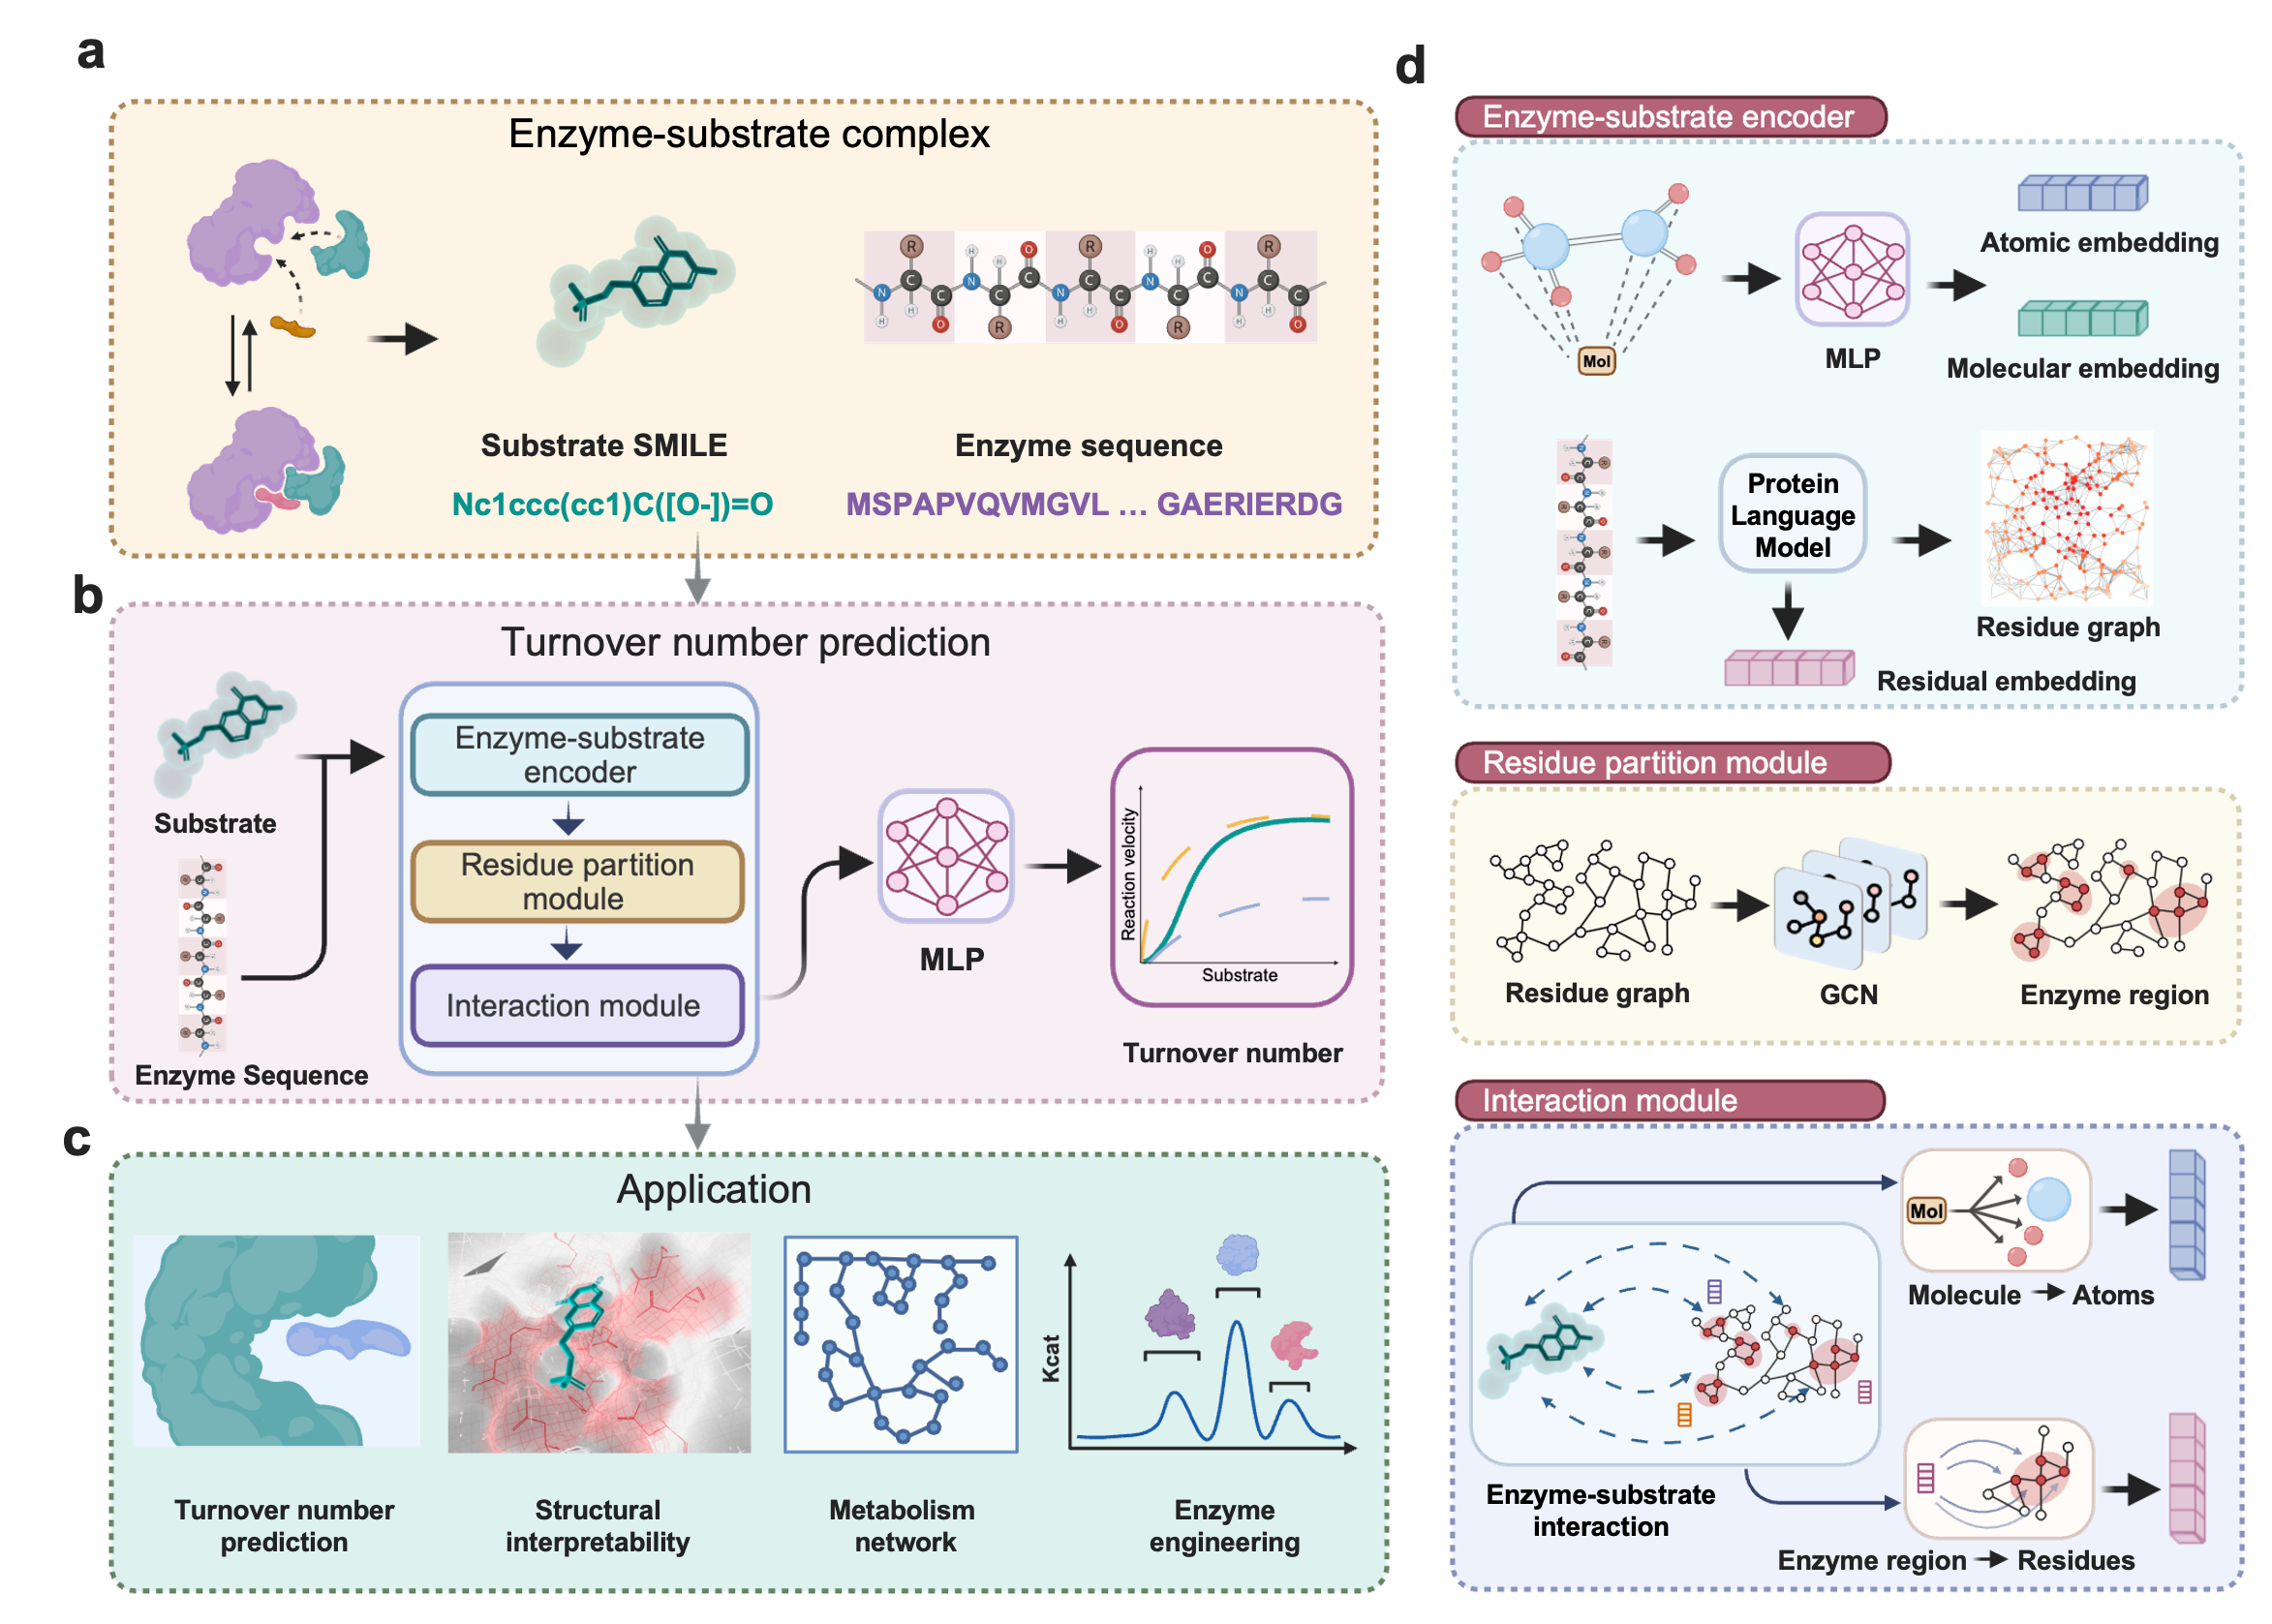 a
Enzyme-substrate complex
R
R
R
H
H
O
H
H
O
N
C
C
N
C
C
N
C
C
N
C
C
N
C
C
H
H
O
R
H
H
O
R
H
H
O
Substrate SMILE
Enzyme sequence
Nc1ccc(cc1)C([O-])=O
MSPAPVQVMGVL ... GAERIERDG
b
Turnover number prediction
Substrate
Enzyme Sequence
Enzyme-substrate
encoder
Residue partition
module
Interaction module
MLP
Reaction velocity
Substrate
Turnover number
c
Application
Turnover number
prediction
Structural
interpretability
Metabolism
network
Kcat
Enzyme
engineering
d
Enzyme-substrate encoder
Mol
MLP
Atomic embedding
Molecular embedding
Protein
Language
Model
Residue graph
Residual embedding
Residue partition module
Residue graph
GCN
Enzyme region
Interaction module
Mol
Molecule → Atoms
Enzyme-substrate
interaction
Enzyme region → Residues